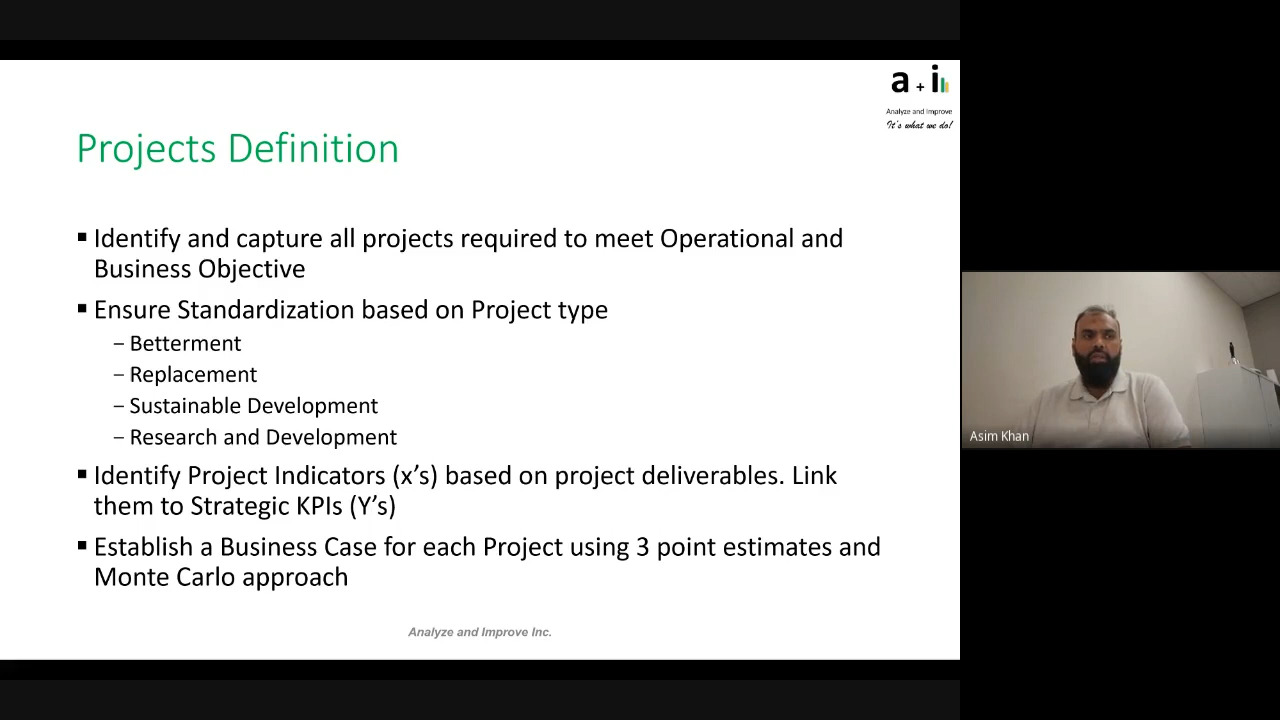 a + i
Analyze and Improve
It's what we do!
Projects Definition
▪ Identify and capture all projects required to meet Operational and
Business Objective
▪ Ensure Standardization based on Project type
– Betterment
– Replacement
– Sustainable Development
– Research and Development
▪ Identify Project Indicators (x’s) based on project deliverables. Link
them to Strategic KPIs (Y’s)
▪ Establish a Business Case for each Project using 3 point estimates and
Monte Carlo approach
Analyze and Improve Inc.
Asim Khan